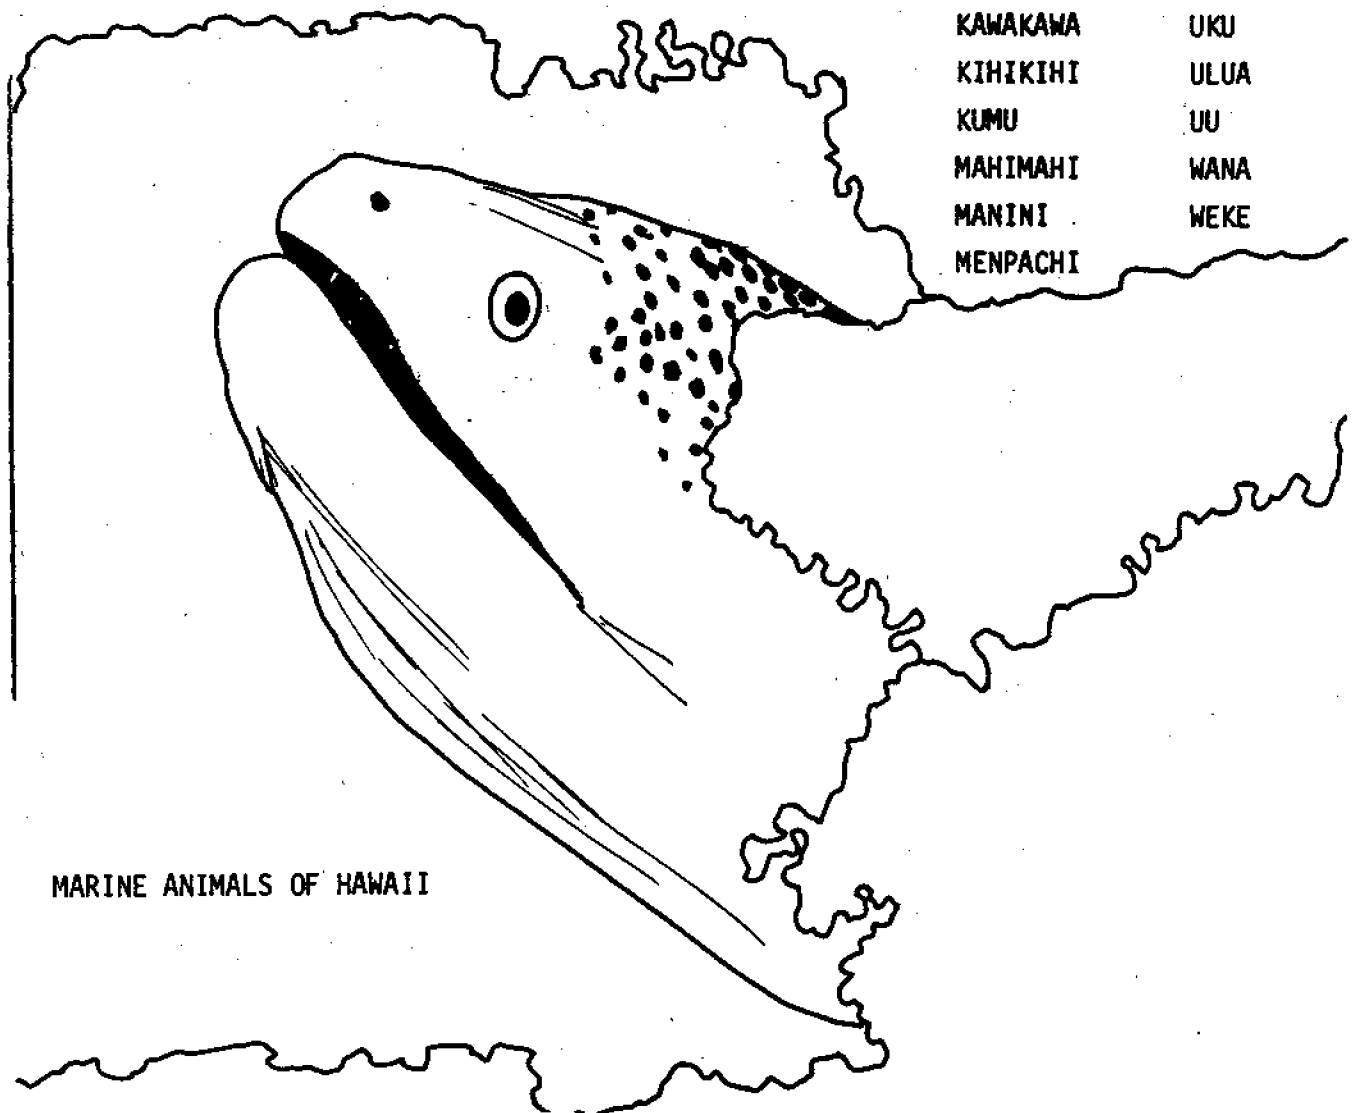 KAWAKAWA UKU
KIHIKIHI ULUA
KUMU UU
MAHIMAHI WANA
MANINI WEKE
MENPACHI
MARINE ANIMALS OF HAWAII